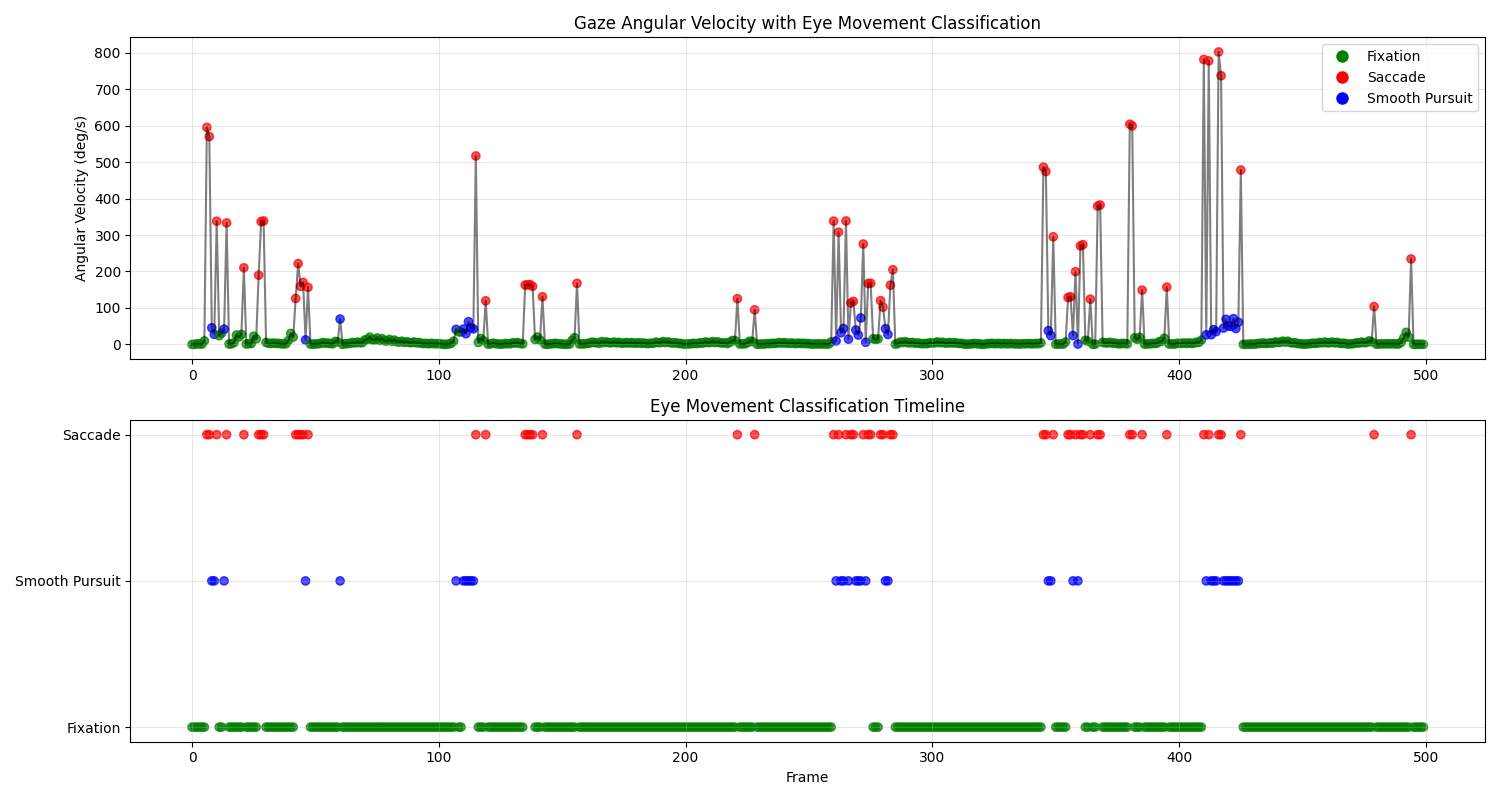 Gaze Angular Velocity with Eye Movement Classification
Angular Velocity (deg/s)
800
700
600
500
400
300
200
100
0
0 100 200 300 400 500
Fixation
Saccade
Smooth Pursuit
Eye Movement Classification Timeline
Saccade
Smooth Pursuit
Fixation
0 100 200 300 400 500
Frame